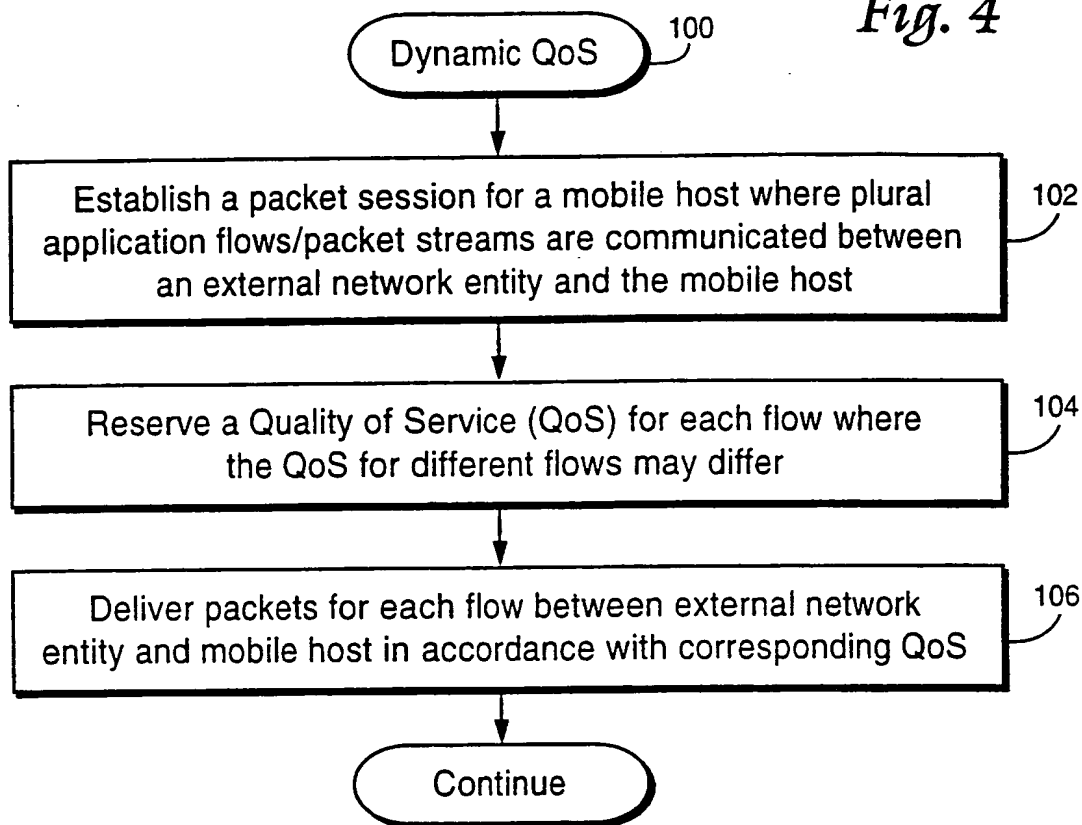 Fig. 4
Dynamic QoS
100
Establish a packet session for a mobile host where plural
application flows/packet streams are communicated between
an external network entity and the mobile host
102
Reserve a Quality of Service (QoS) for each flow where
the QoS for different flows may differ
104
Deliver packets for each flow between external network
entity and mobile host in accordance with corresponding QoS
106
Continue